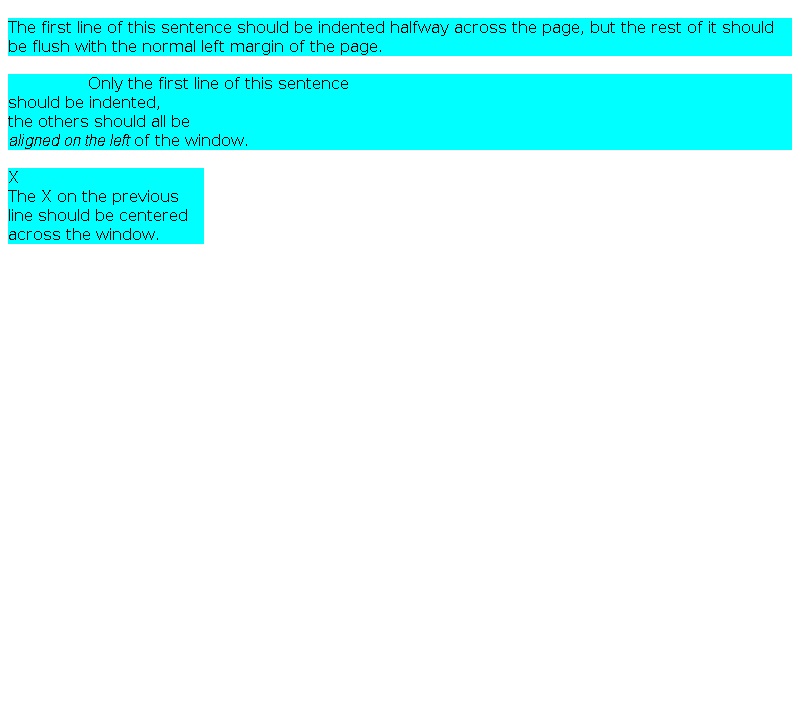 The first line of this sentence should be indented halfway across the page, but the rest of it should
be flush with the normal left margin of the page.
Only the first line of this sentence
should be indented,
the others should all be
aligned on the left of the window.
X
The X on the previous
line should be centered
across the window.